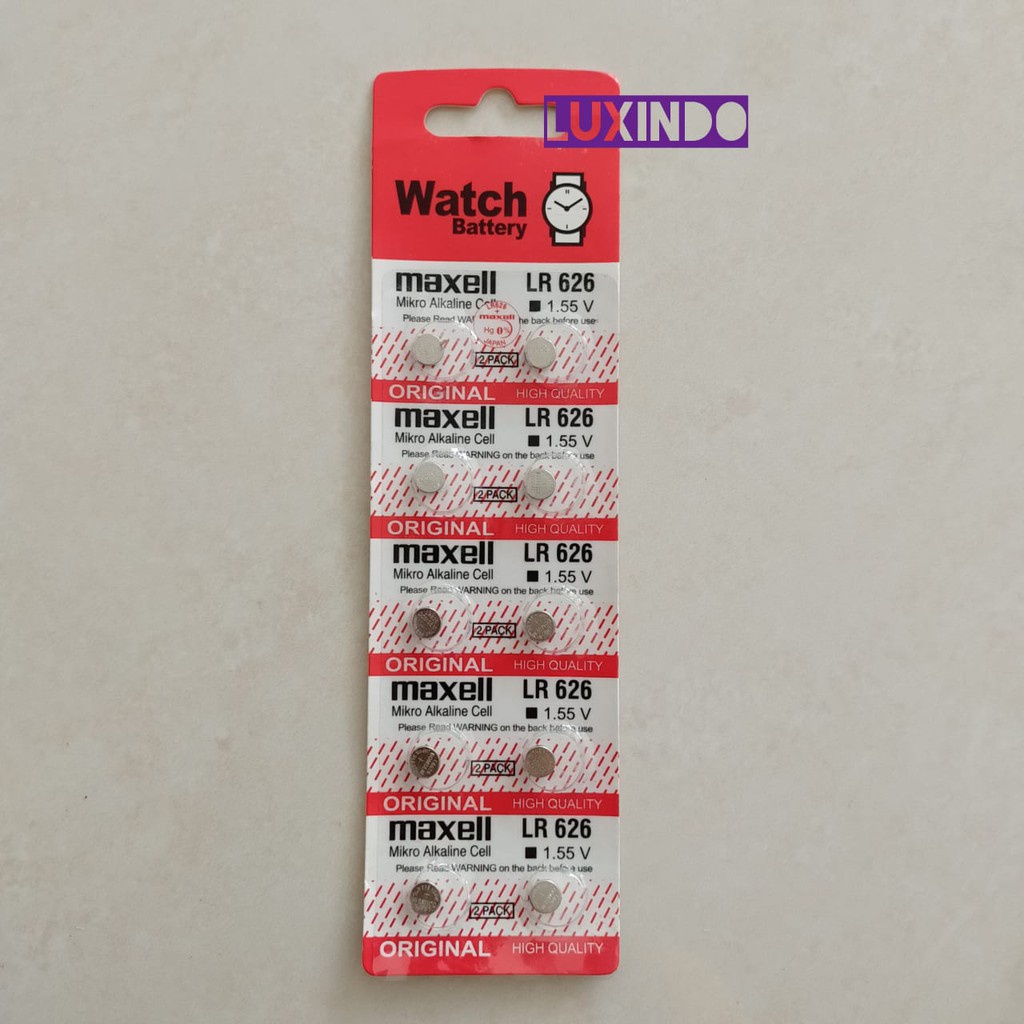 LUXINDO
Watch
Battery
maxell LR 626
Mikro Alkaline Cell 1.55 V
Please Read WARNING the back before use
LR626
maxell
Hg 0%
JAPAN
2 PACK
ORIGINAL HIGH QUALITY
maxell LR 626
Mikro Alkaline Cell 1.55 V
Please Read WARNING on the back before use
2 PACK
ORIGINAL HIGH QUALITY
maxell LR 626
Mikro Alkaline Cell 1.55 V
Please Read WARNING on the back before use
2 PACK
ORIGINAL HIGH QUALITY
maxell LR 626
Mikro Alkaline Cell 1.55 V
Please Read WARNING on the back before use
2 PACK
ORIGINAL HIGH QUALITY
maxell LR 626
Mikro Alkaline Cell 1.55 V
Please Read WARNING on the back before use
2 PACK
ORIGINAL HIGH QUALITY